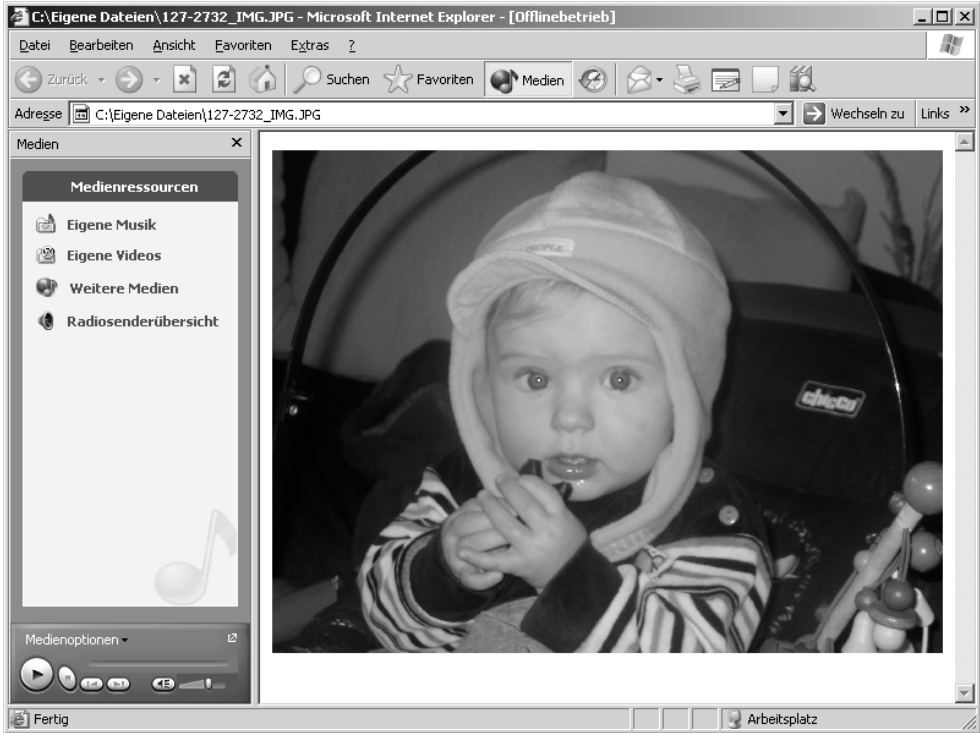 C:\Eigene Dateien\127-2732_IMG.JPG - Microsoft Internet Explorer - [Offlinebetrieb]
Datei Bearbeiten Ansicht Favoriten Extras ?
Zurück Suchen Favoriten Medien
Adresse C:\Eigene Dateien\127-2732_IMG.JPG Wechseln zu Links »
Medien
Medienressourcen
Eigene Musik
Eigene Videos
Weitere Medien
Radiosenderübersicht
PEOPLE
chicco
Medienoptionen
Fertig Arbeitsplatz